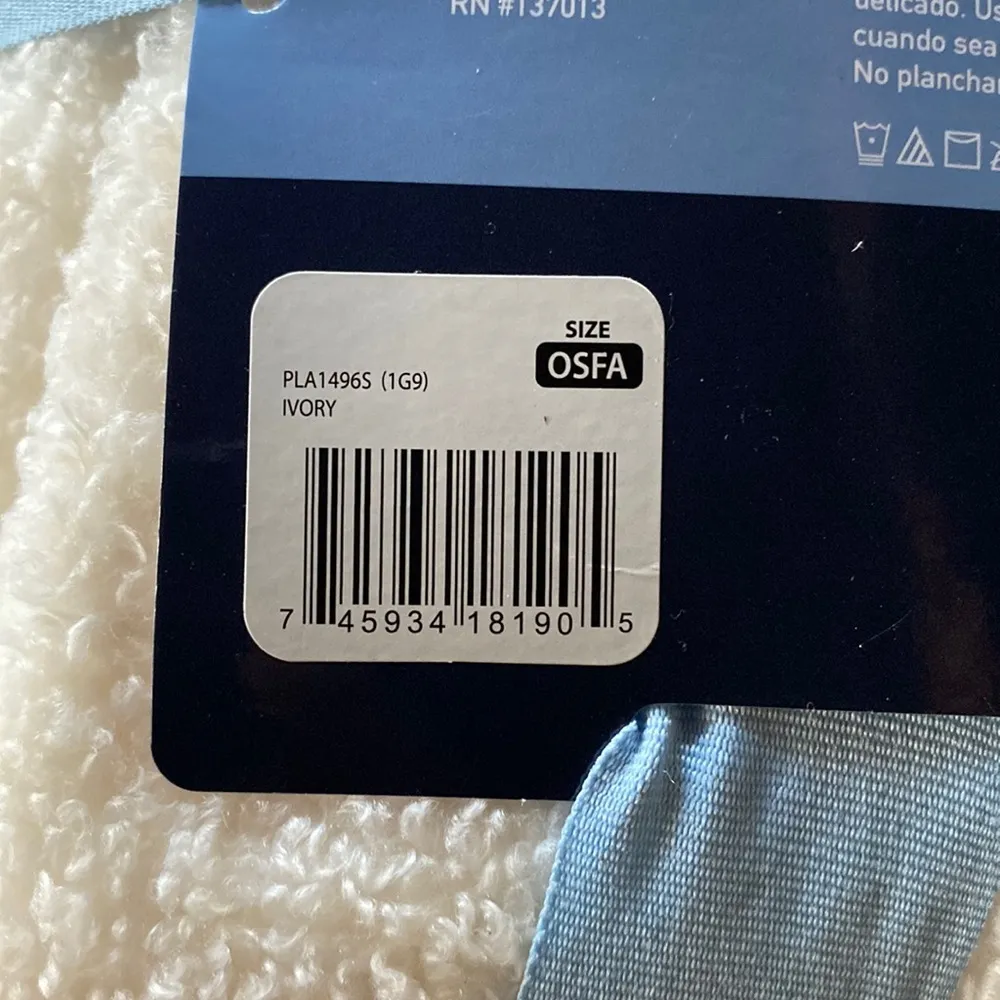 RN #137013
delicado. Us
cuando sea
No planchar
SIZE
OSFA
PLA1496S (1G9)
IVORY
7 45934 18190 5